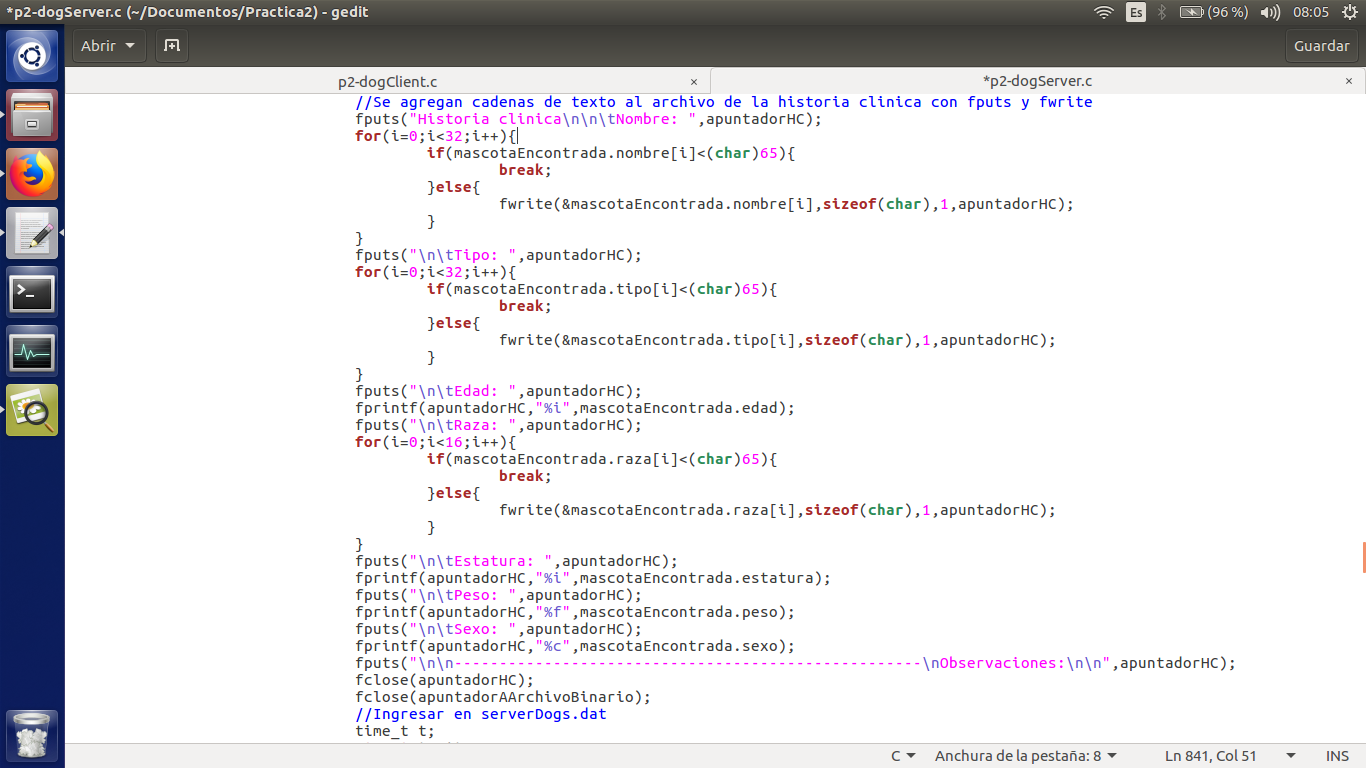 *p2-dogServer.c (~/Documentos/Practica2) - gedit
Es
(96 %)
08:05
Abrir
Guardar
p2-dogClient.c ×
*p2-dogServer.c ×
//Se agregan cadenas de texto al archivo de la historia clinica con fputs y fwrite
fputs("Historia clinica\n\n\tNombre: ",apuntadorHC);
for(i=0;i<32;i++){
if(mascotaEncontrada.nombre[i]<(char)65){
break;
}else{
fwrite(&mascotaEncontrada.nombre[i],sizeof(char),1,apuntadorHC);
}
}
fputs("\n\tTipo: ",apuntadorHC);
for(i=0;i<32;i++){
if(mascotaEncontrada.tipo[i]<(char)65){
break;
}else{
fwrite(&mascotaEncontrada.tipo[i],sizeof(char),1,apuntadorHC);
}
}
fputs("\n\tEdad: ",apuntadorHC);
fprintf(apuntadorHC,"%i",mascotaEncontrada.edad);
fputs("\n\tRaza: ",apuntadorHC);
for(i=0;i<16;i++){
if(mascotaEncontrada.raza[i]<(char)65){
break;
}else{
fwrite(&mascotaEncontrada.raza[i],sizeof(char),1,apuntadorHC);
}
}
fputs("\n\tEstatura: ",apuntadorHC);
fprintf(apuntadorHC,"%i",mascotaEncontrada.estatura);
fputs("\n\tPeso: ",apuntadorHC);
fprintf(apuntadorHC,"%f",mascotaEncontrada.peso);
fputs("\n\tSexo: ",apuntadorHC);
fprintf(apuntadorHC,"%c",mascotaEncontrada.sexo);
fputs("\n\n----------------------------------------------------\nObservaciones:\n\n",apuntadorHC);
fclose(apuntadorHC);
fclose(apuntadorAArchivoBinario);
//Ingresar en serverDogs.dat
time_t t;
C
Anchura de la pestaña: 8
Ln 841, Col 51
INS